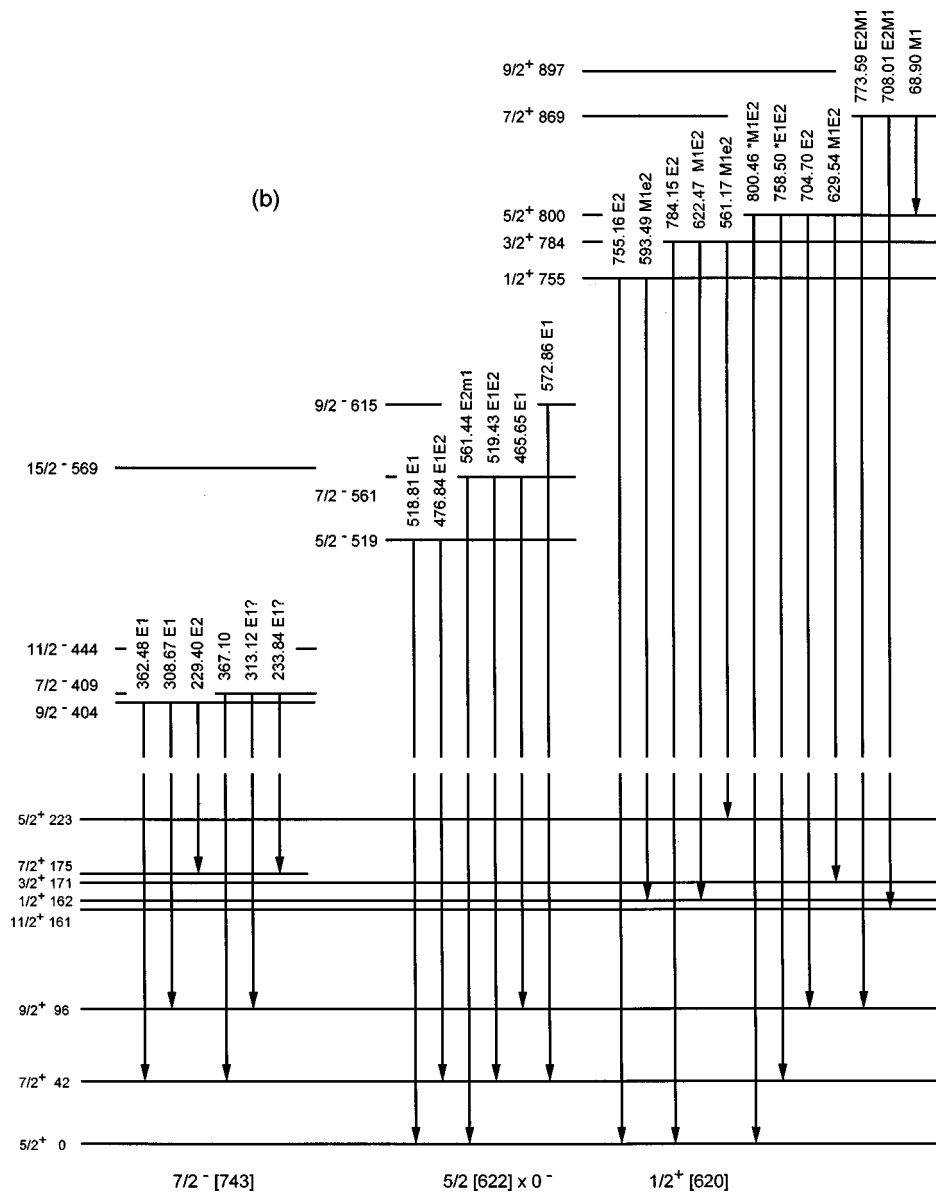 (b)
9/2+ 897
7/2+ 869
5/2+ 800
3/2+ 784
1/2+ 755
773.59 E2M1
708.01 E2M1
68.90 M1
755.16 E2
593.49 M1e2
784.15 E2
622.47 M1E2
561.17 M1e2
800.46 *M1E2
758.50 *E1E2
704.70 E2
629.54 M1E2
9/2- 615
15/2- 569
7/2- 561
5/2- 519
518.81 E1
476.84 E1E2
561.44 E2m1
519.43 E1E2
465.65 E1
572.86 E1
11/2- 444
7/2- 409
9/2- 404
362.48 E1
308.67 E1
229.40 E2
367.10
313.12 E1?
233.84 E1?
5/2+ 223
7/2+ 175
3/2+ 171
1/2+ 162
11/2+ 161
9/2+ 96
7/2+ 42
5/2+ 0
7/2- [743]
5/2 [622] x 0-
1/2+ [620]